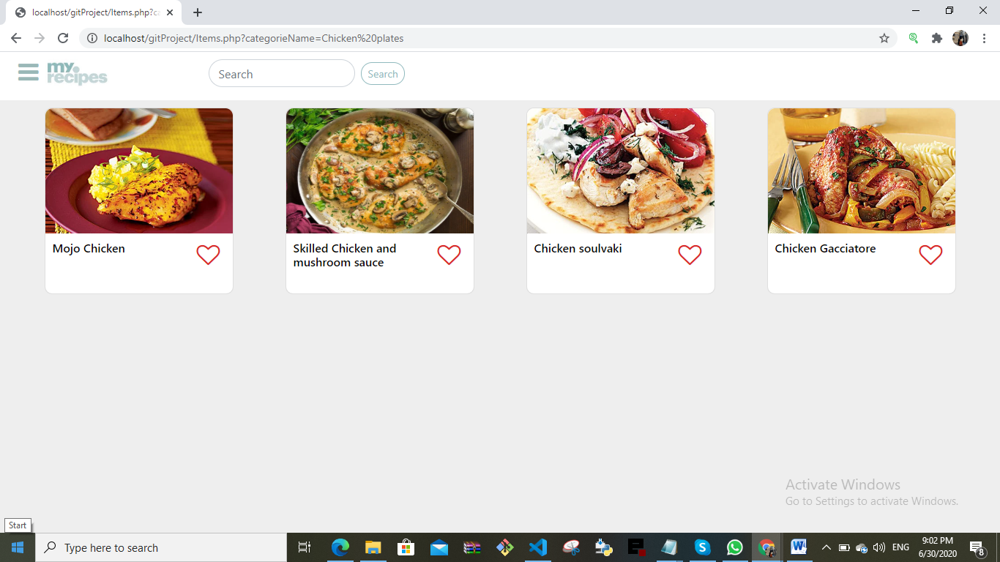 localhost/gitProject/Items.php?ca
localhost/gitProject/Items.php?categorieName=Chicken%20plates
my.
recipes
Search
Search
Mojo Chicken
Skilled Chicken and
mushroom sauce
Chicken soulvaki
Chicken Gacciatore
Activate Windows
Go to Settings to activate Windows.
Start
Type here to search
ENG
9:02 PM
6/30/2020
8